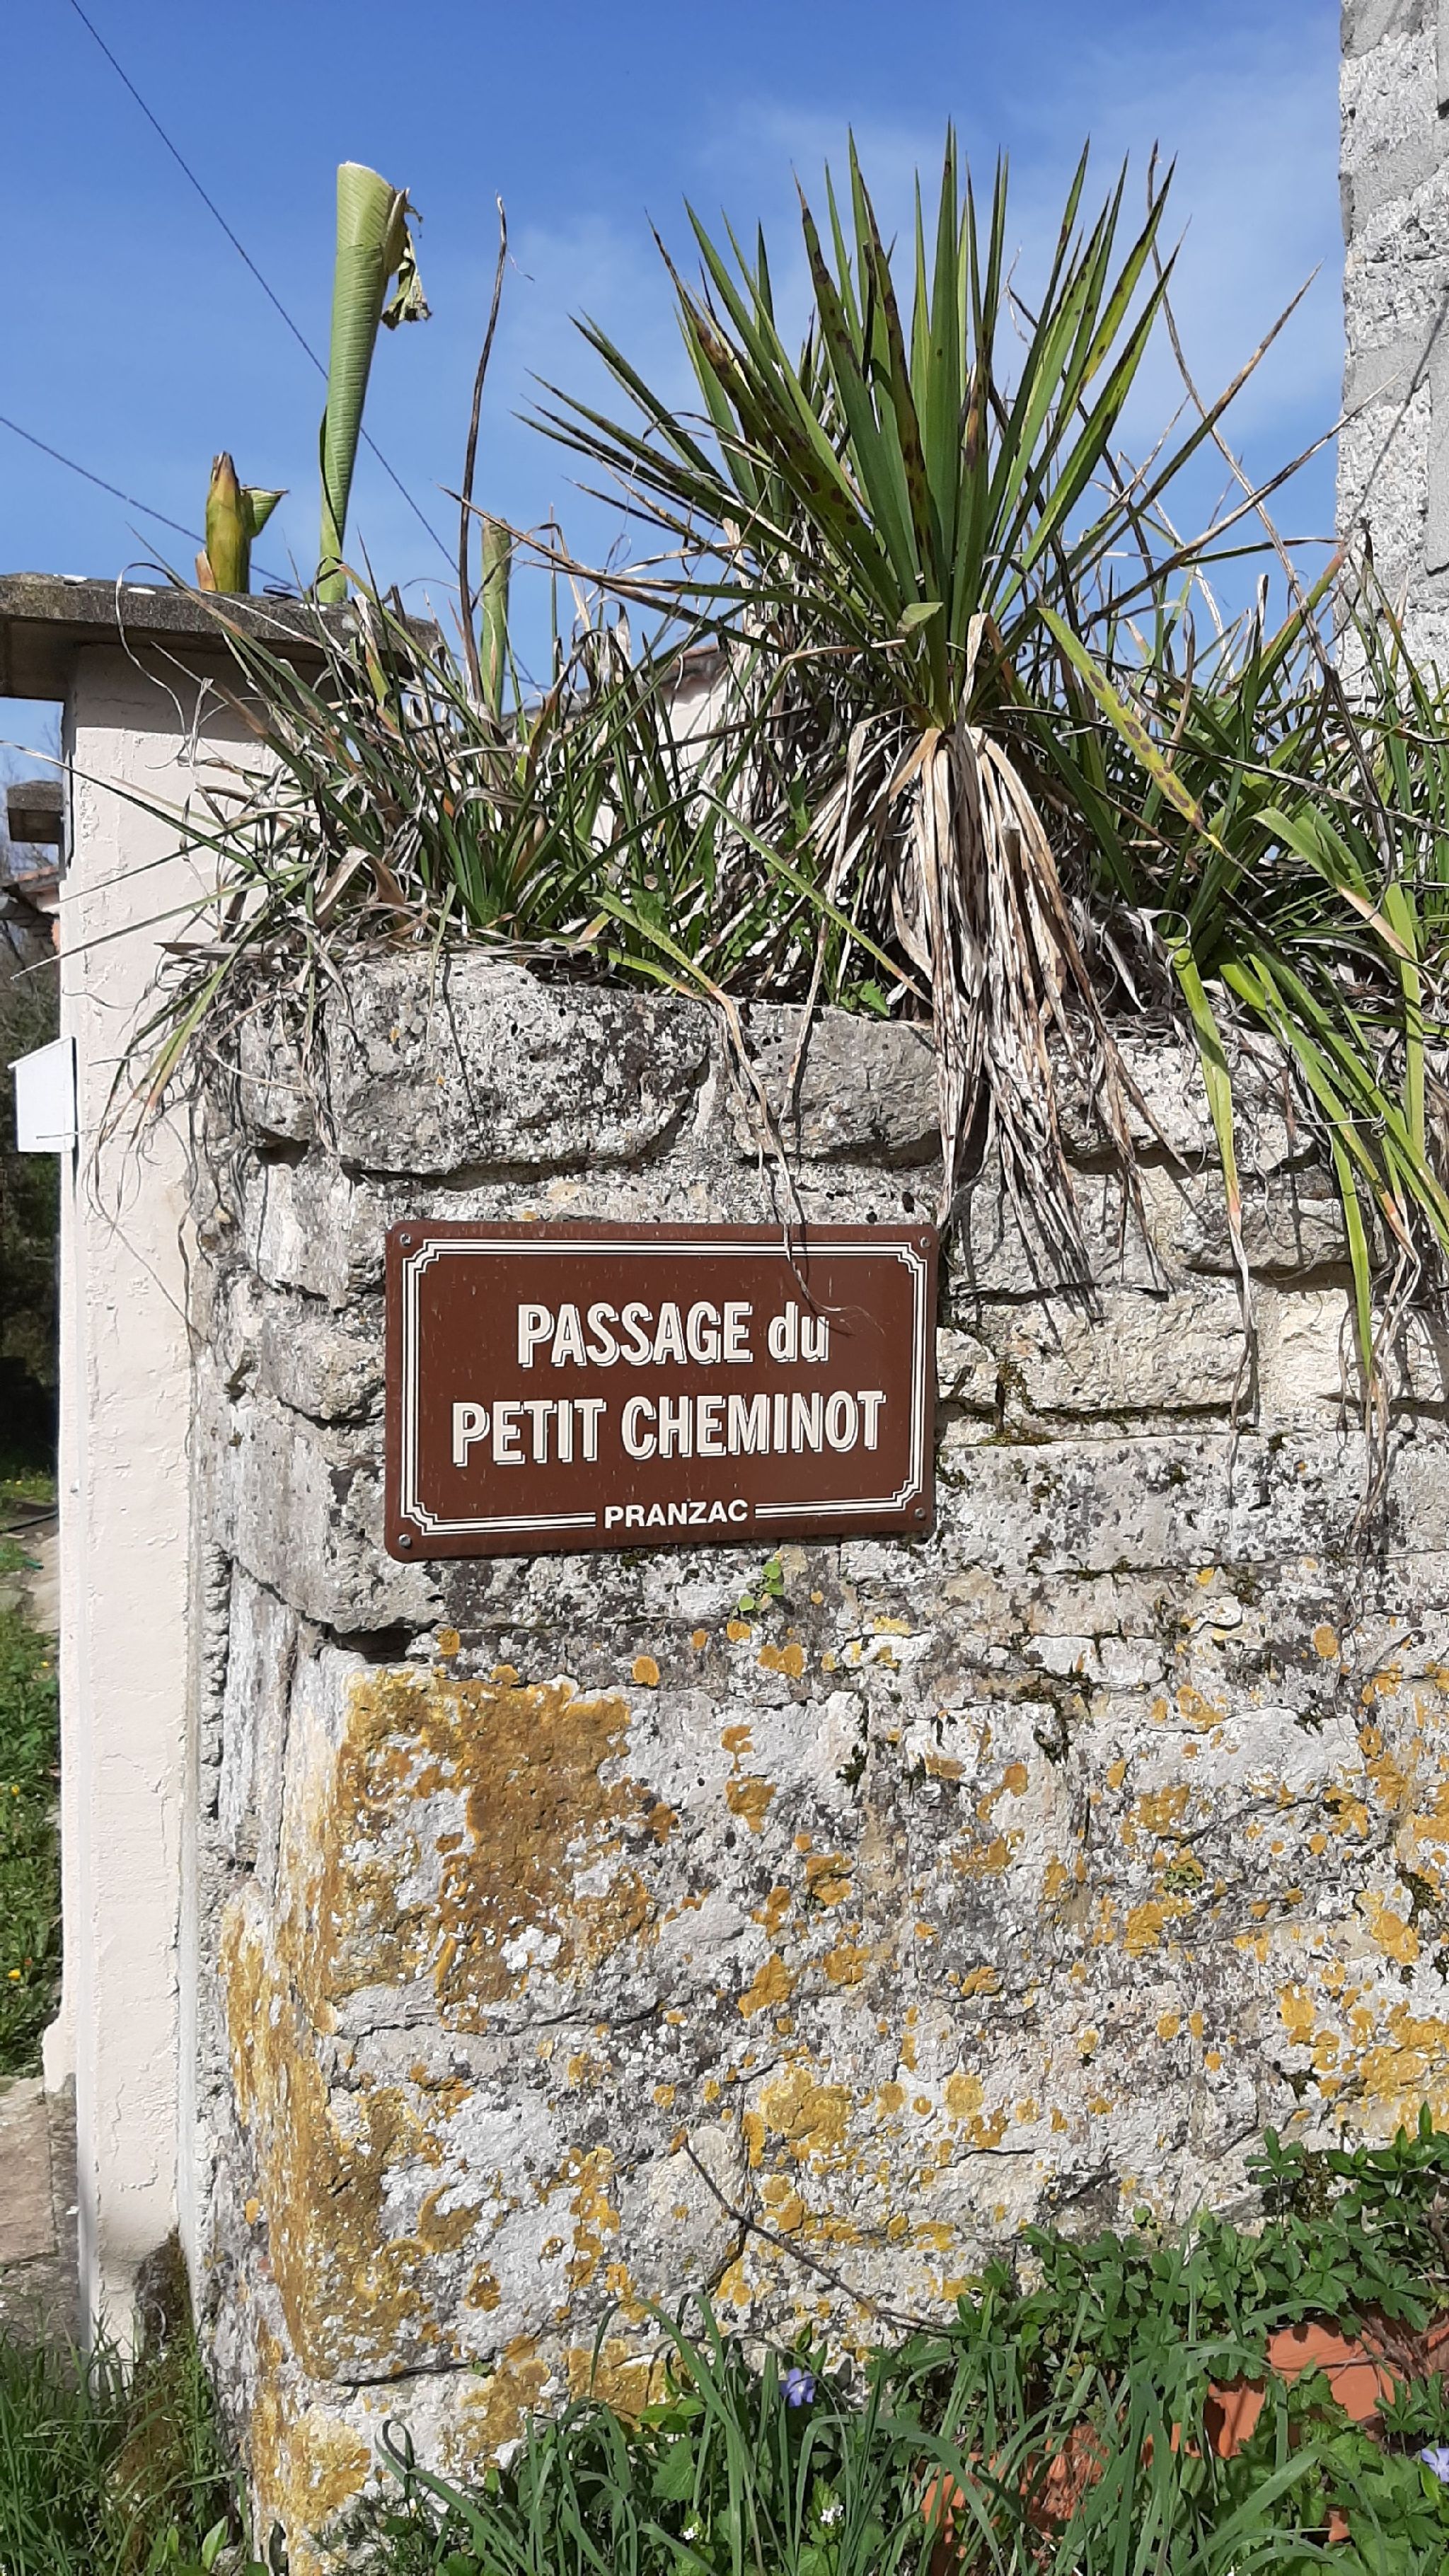 PASSAGE du
PETIT CHEMINOT
PRANZAC